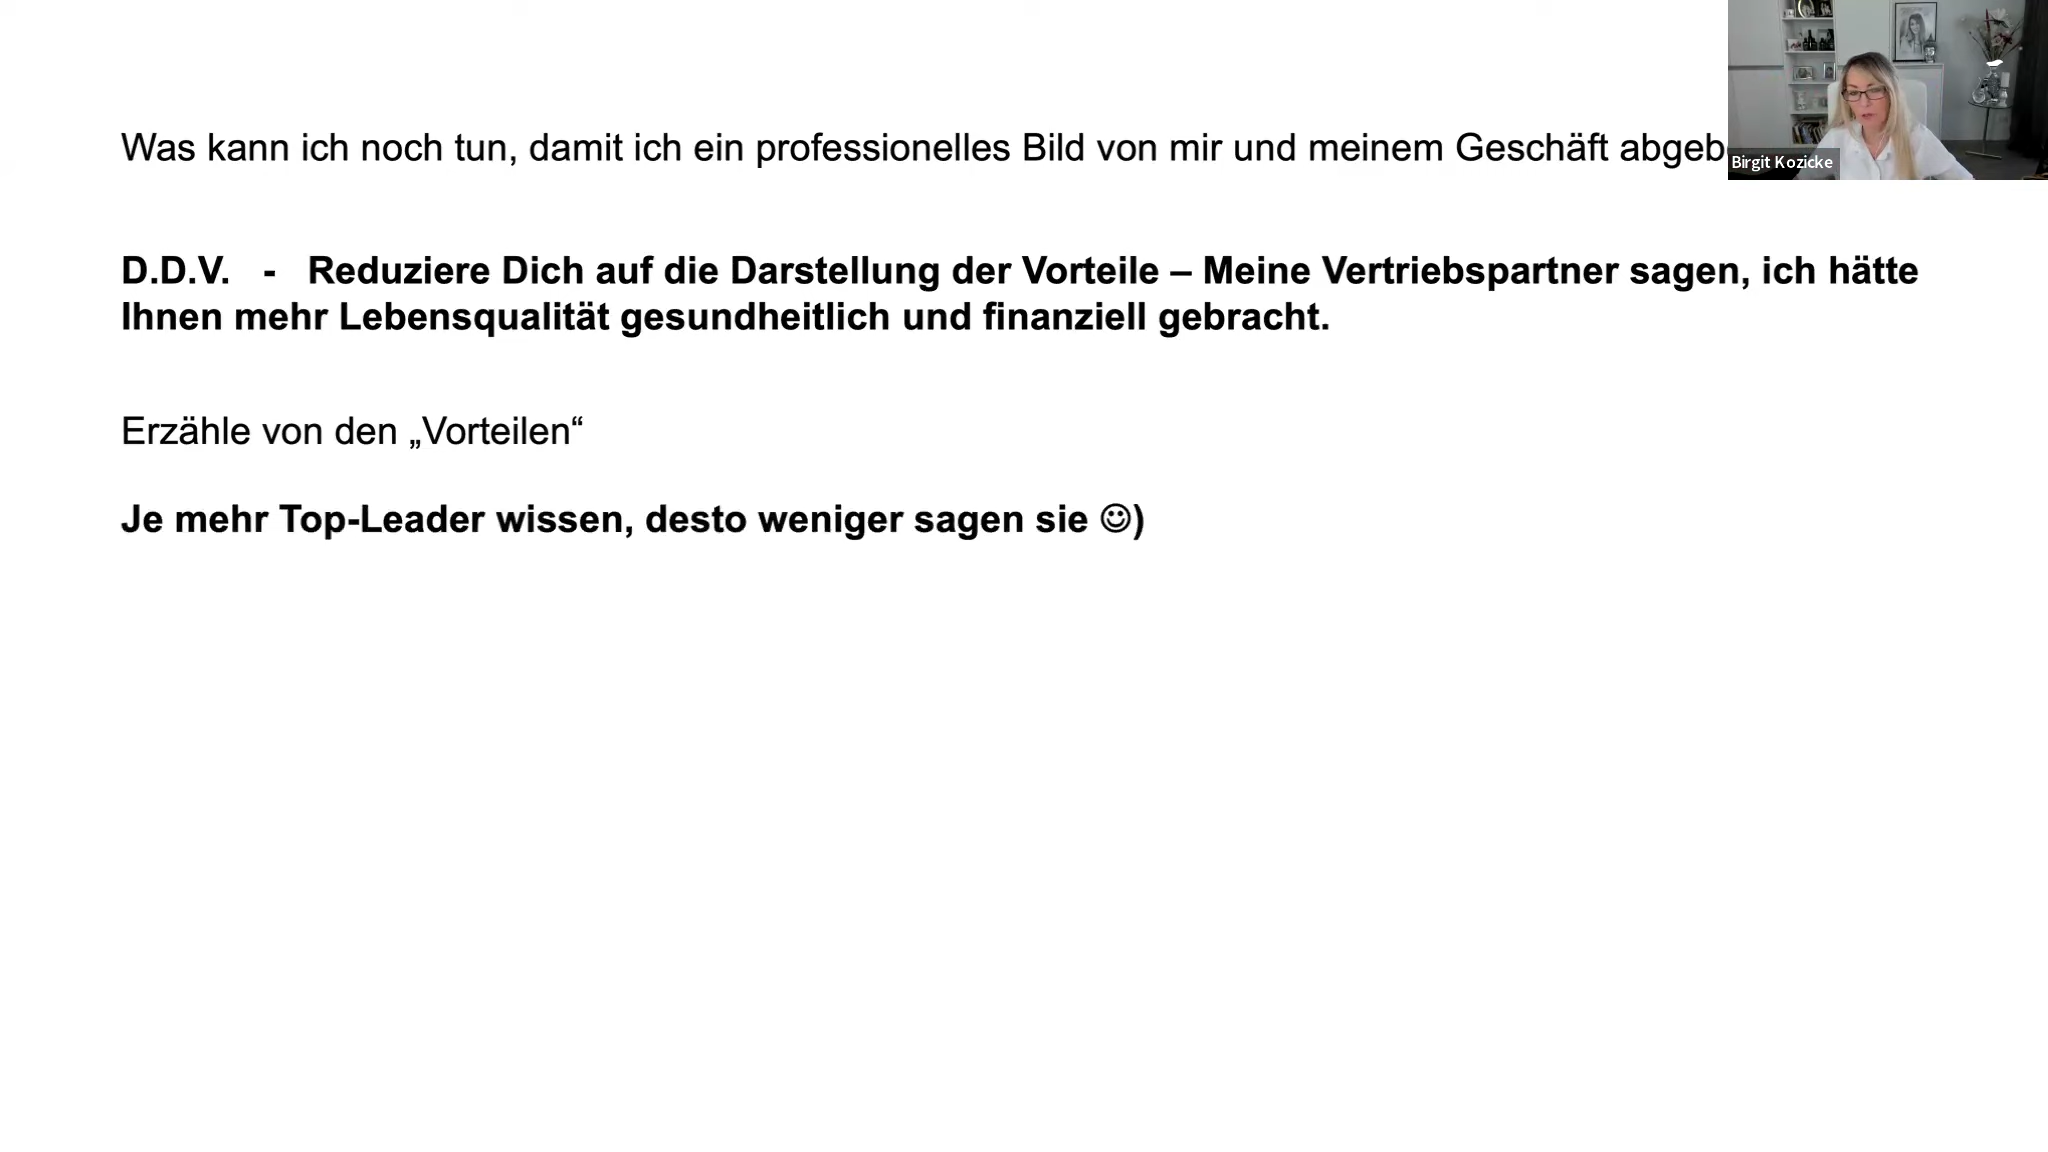 Was kann ich noch tun, damit ich ein professionelles Bild von mir und meinem Geschäft
Birgit Kozicke
D.D.V. - Reduziere Dich auf die Darstellung der Vorteile – Meine Vertriebspartner sagen, ich hätte
Ihnen mehr Lebensqualität gesundheitlich und finanziell gebracht.
Erzähle von den „Vorteilen“
Je mehr Top-Leader wissen, desto weniger sagen sie ☺)